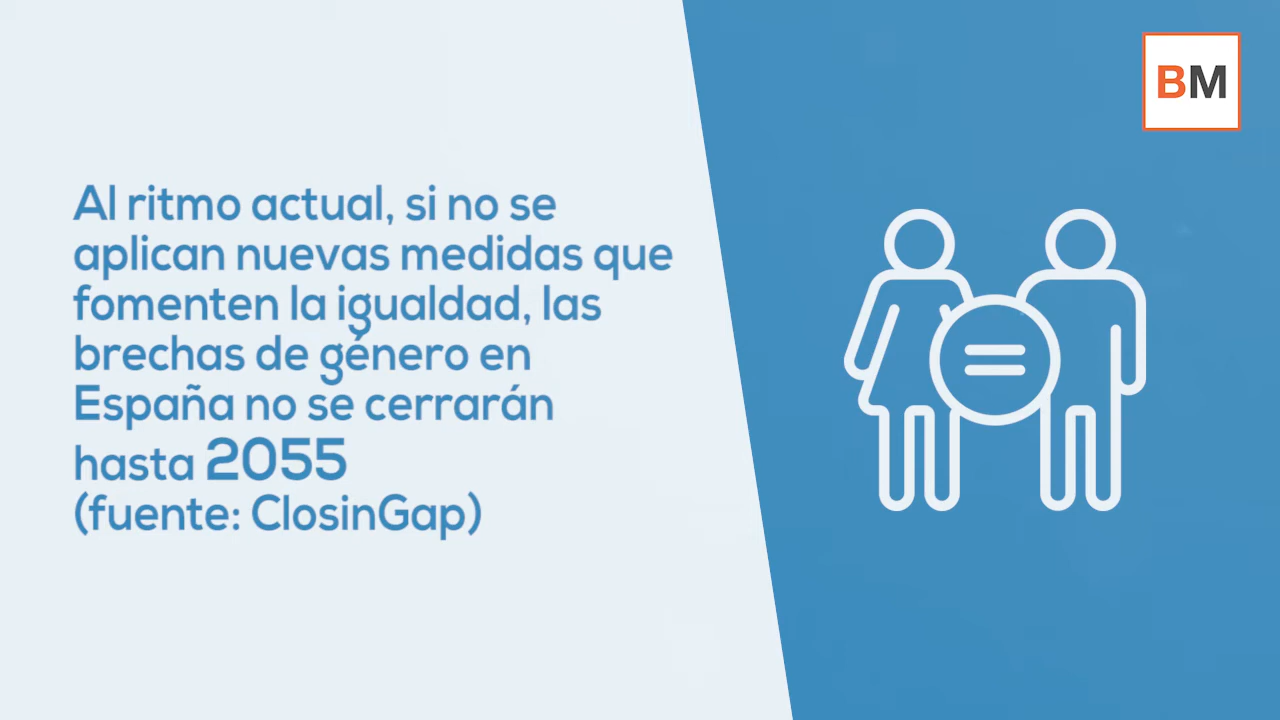 BM
Al ritmo actual, si no se
aplican nuevas medidas que
fomenten la igualdad, las
brechas de género en
España no se cerrarán
hasta 2055
(fuente: ClosinGap)